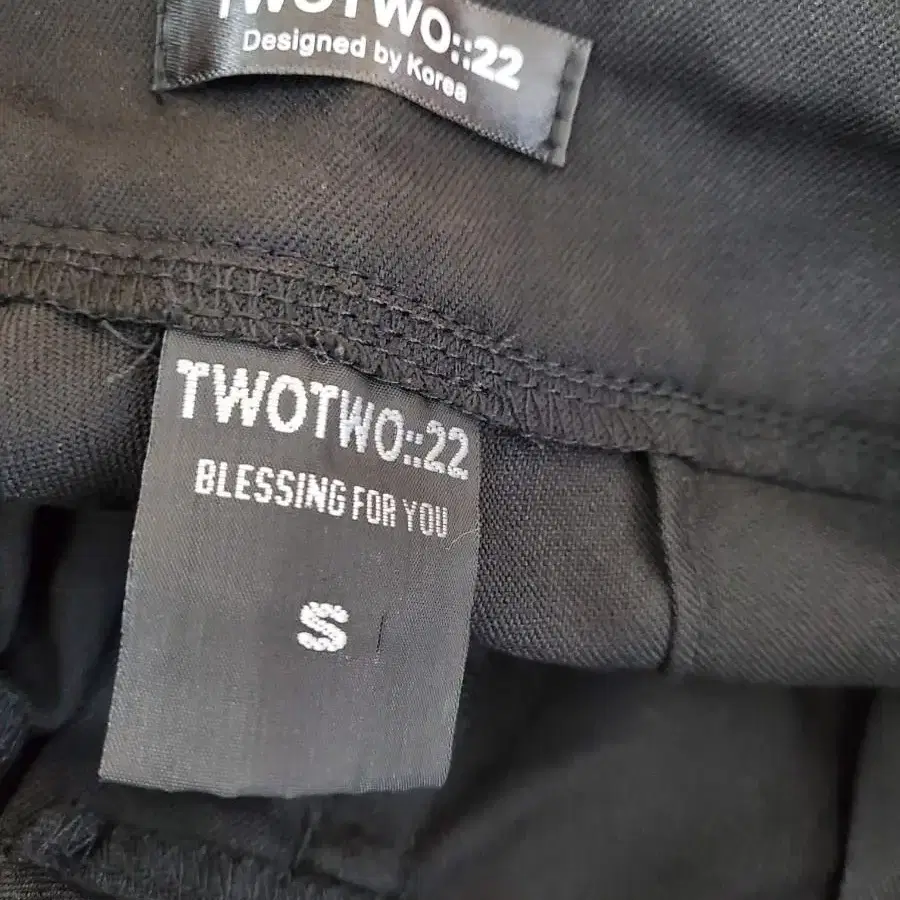 TWOTWO::22
Designed by Korea
TWOTWO::22
BLESSING FOR YOU
S